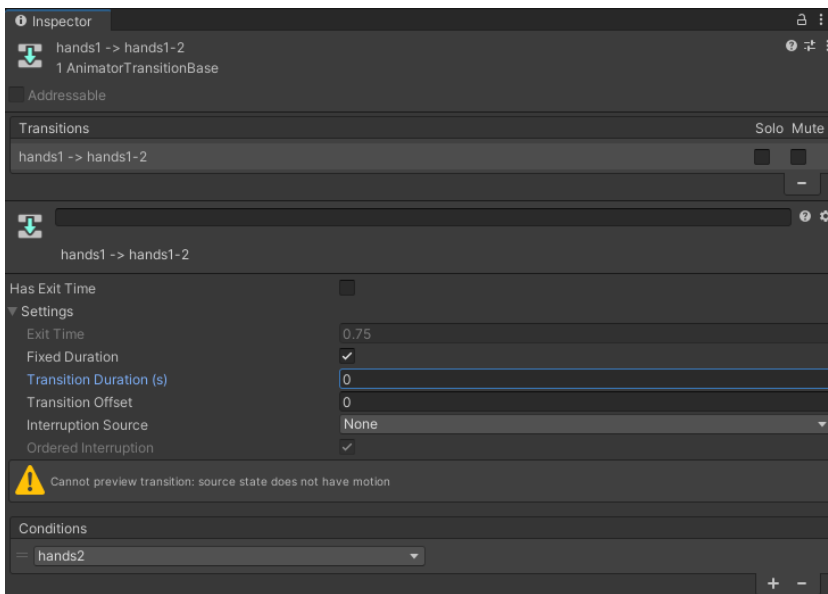 Inspector
hands1 -> hands1-2
1 AnimatorTransitionBase
Addressable
Transitions Solo Mute
hands1 -> hands1-2
hands1 -> hands1-2
Has Exit Time
Settings
Exit Time 0.75
Fixed Duration
Transition Duration (s) 0
Transition Offset 0
Interruption Source None
Ordered Interruption
Cannot preview transition: source state does not have motion
Conditions
hands2